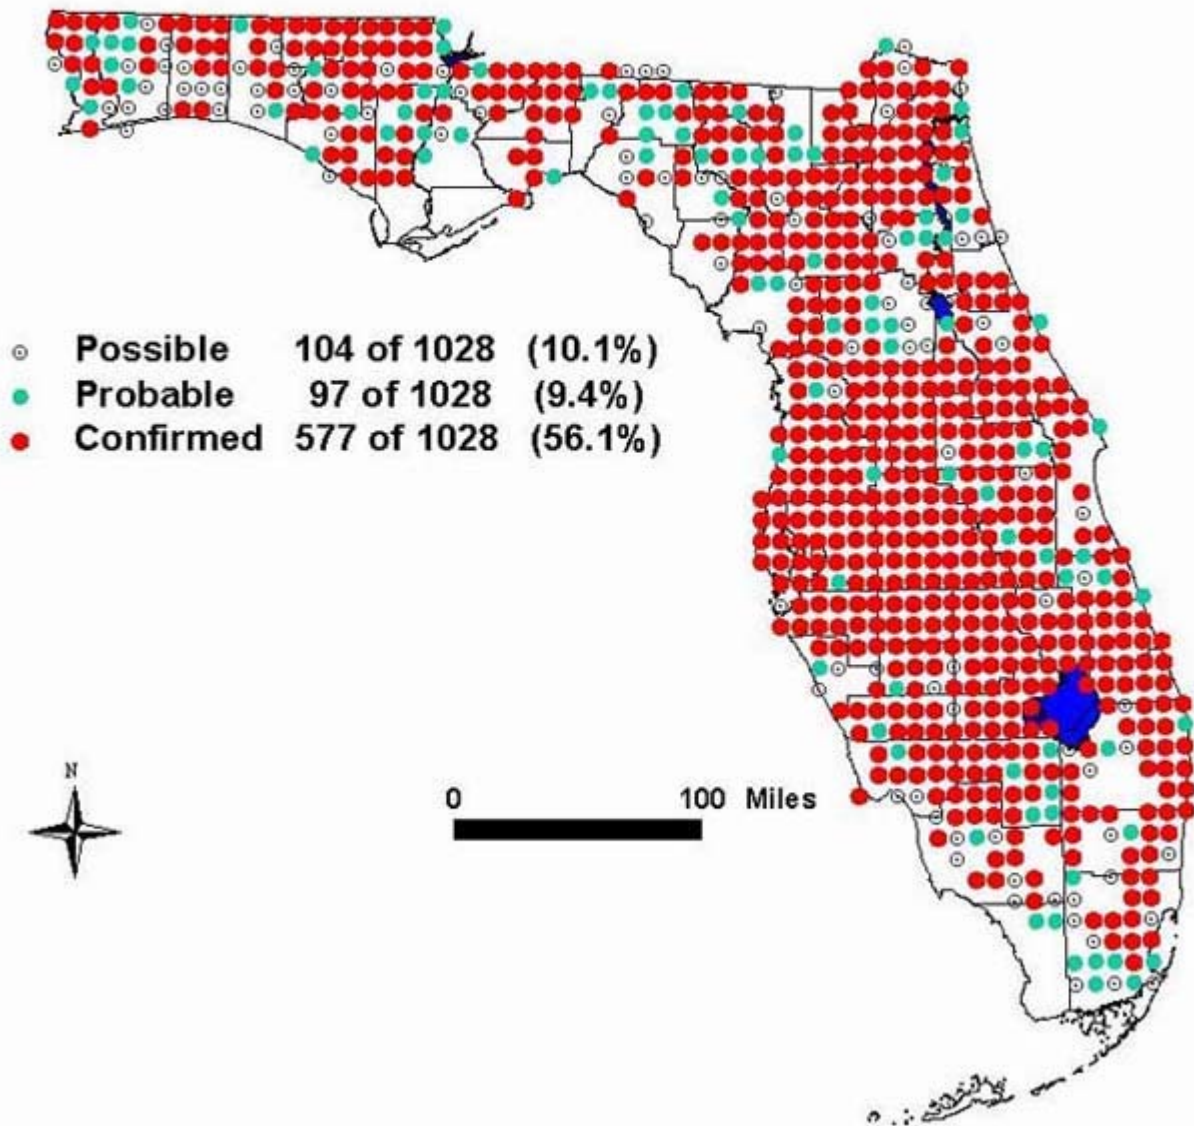 Possible 104 of 1028 (10.1%)
Probable 97 of 1028 (9.4%)
Confirmed 577 of 1028 (56.1%)
N
0 100 Miles